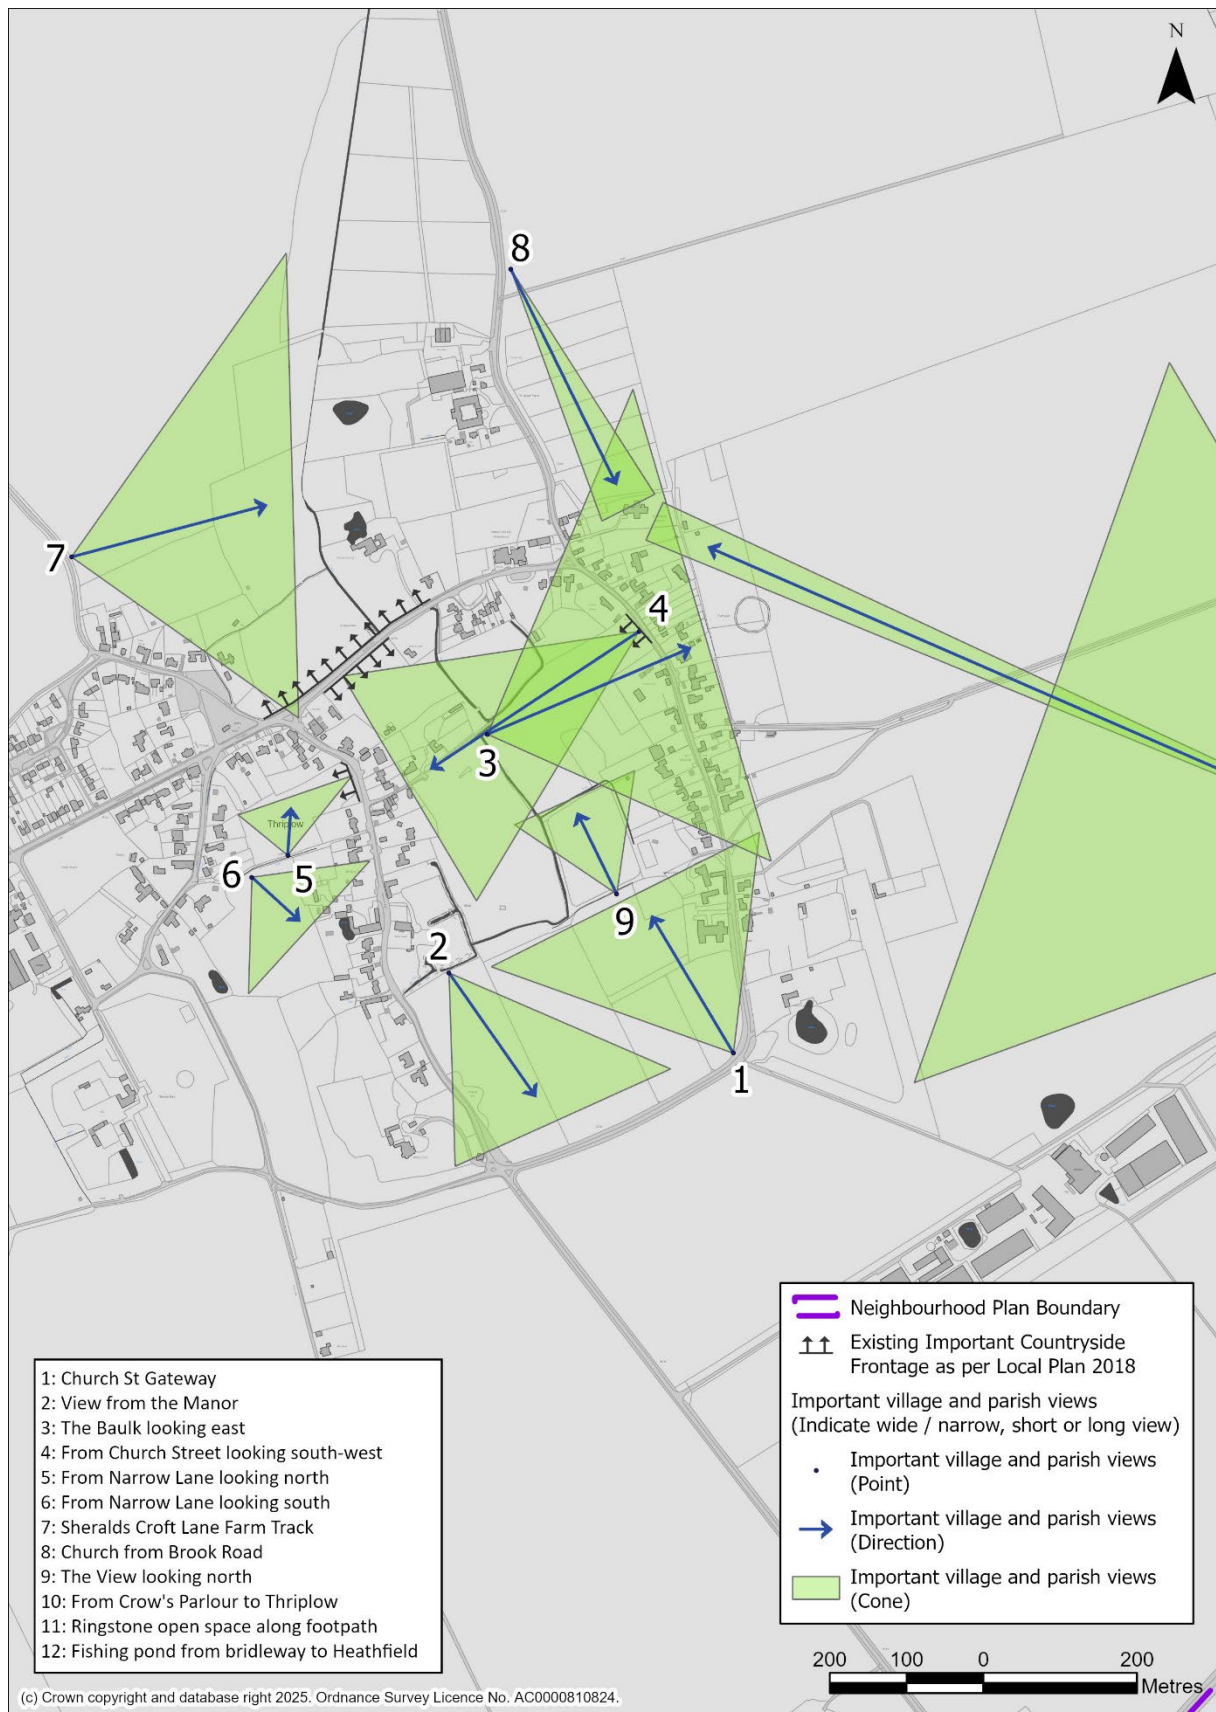 N
8
7
4
3
Thriplow
6
5
9
2
1
Neighbourhood Plan Boundary
Existing Important Countryside
Frontage as per Local Plan 2018
Important village and parish views
(Indicate wide / narrow, short or long view)
Important village and parish views
(Point)
Important village and parish views
(Direction)
Important village and parish views
(Cone)
1: Church St Gateway
2: View from the Manor
3: The Baulk looking east
4: From Church Street looking south-west
5: From Narrow Lane looking north
6: From Narrow Lane looking south
7: Sheralds Croft Lane Farm Track
8: Church from Brook Road
9: The View looking north
10: From Crow's Parlour to Thriplow
11: Ringstone open space along footpath
12: Fishing pond from bridleway to Heathfield
200 100 0 200
Metres
(c) Crown copyright and database right 2025. Ordnance Survey Licence No. AC0000810824.